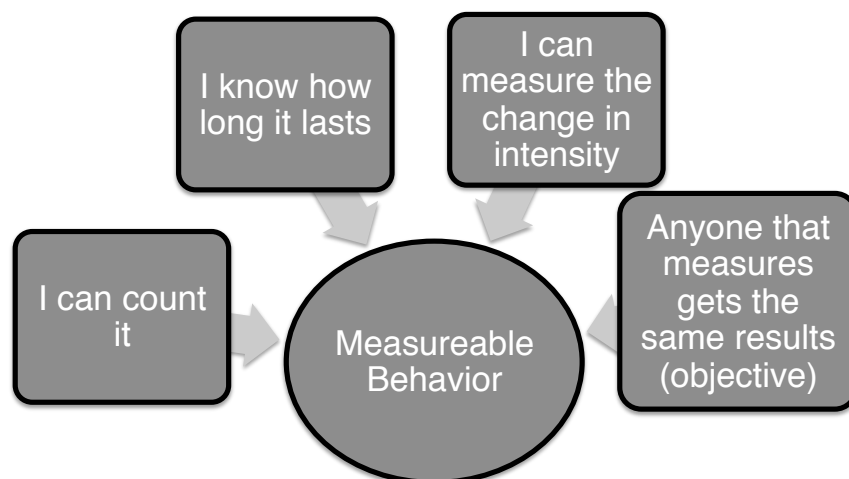 I know how
long it lasts
I can
measure the
change in
intensity
I can count
it
Anyone that
measures
gets the
same results
(objective)
Measureable
Behavior